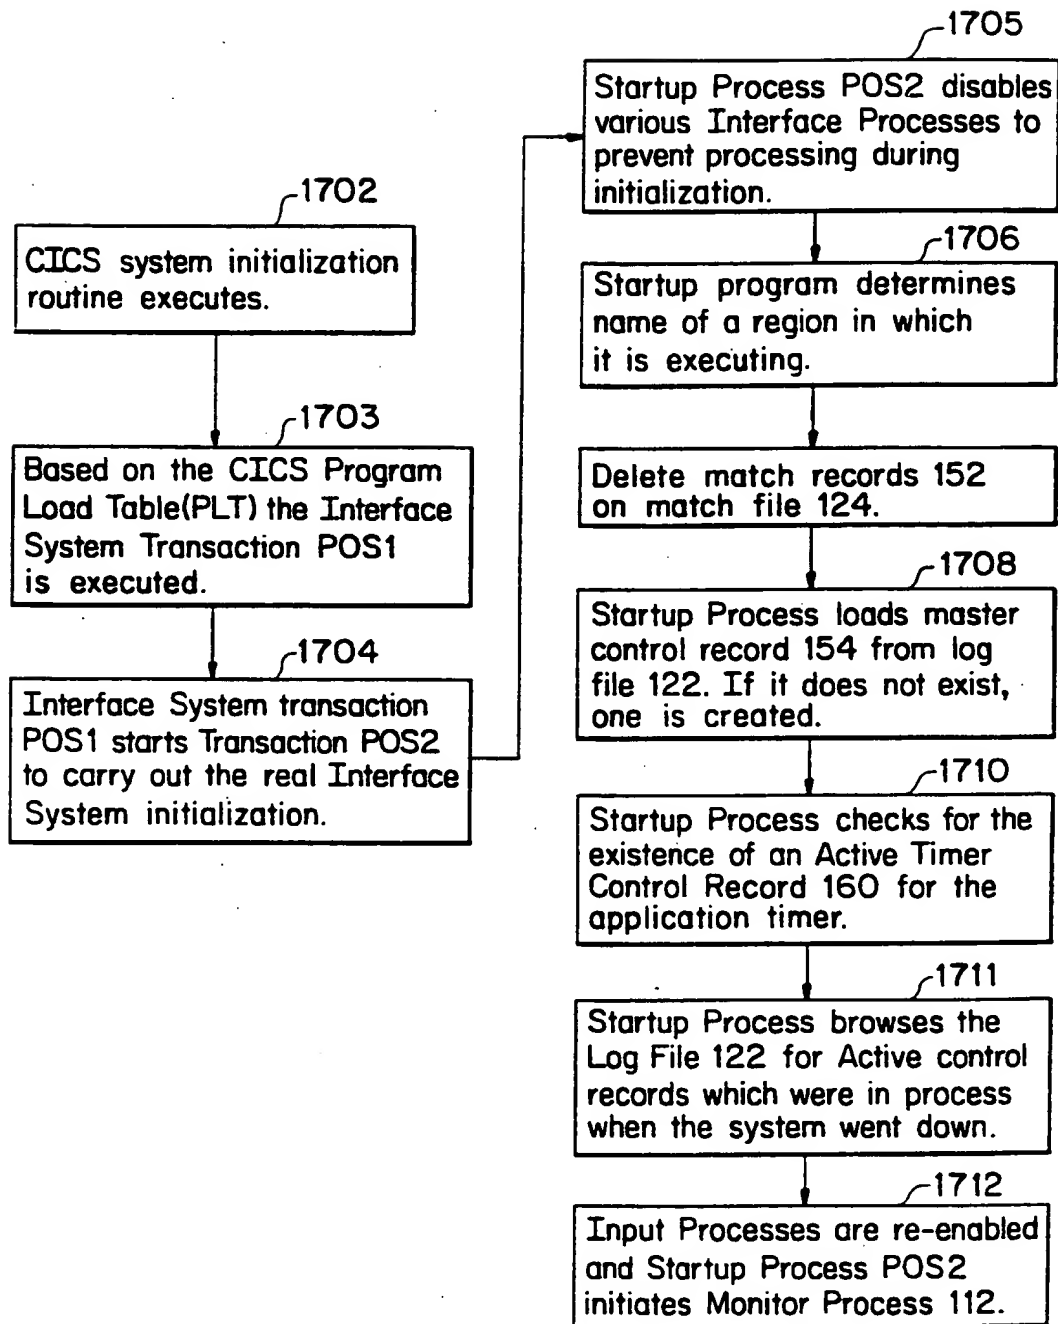 1702
CICS system initialization
routine executes.
1703
Based on the CICS Program
Load Table(PLT) the Interface
System Transaction POS1
is executed.
1704
Interface System transaction
POS1 starts Transaction POS2
to carry out the real Interface
System initialization.
1705
Startup Process POS2 disables
various Interface Processes to
prevent processing during
initialization.
1706
Startup program determines
name of a region in which
it is executing.
Delete match records 152
on match file 124.
1708
Startup Process loads master
control record 154 from log
file 122. If it does not exist,
one is created.
1710
Startup Process checks for the
existence of an Active Timer
Control Record 160 for the
application timer.
1711
Startup Process browses the
Log File 122 for Active control
records which were in process
when the system went down.
1712
Input Processes are re-enabled
and Startup Process POS2
initiates Monitor Process 112.